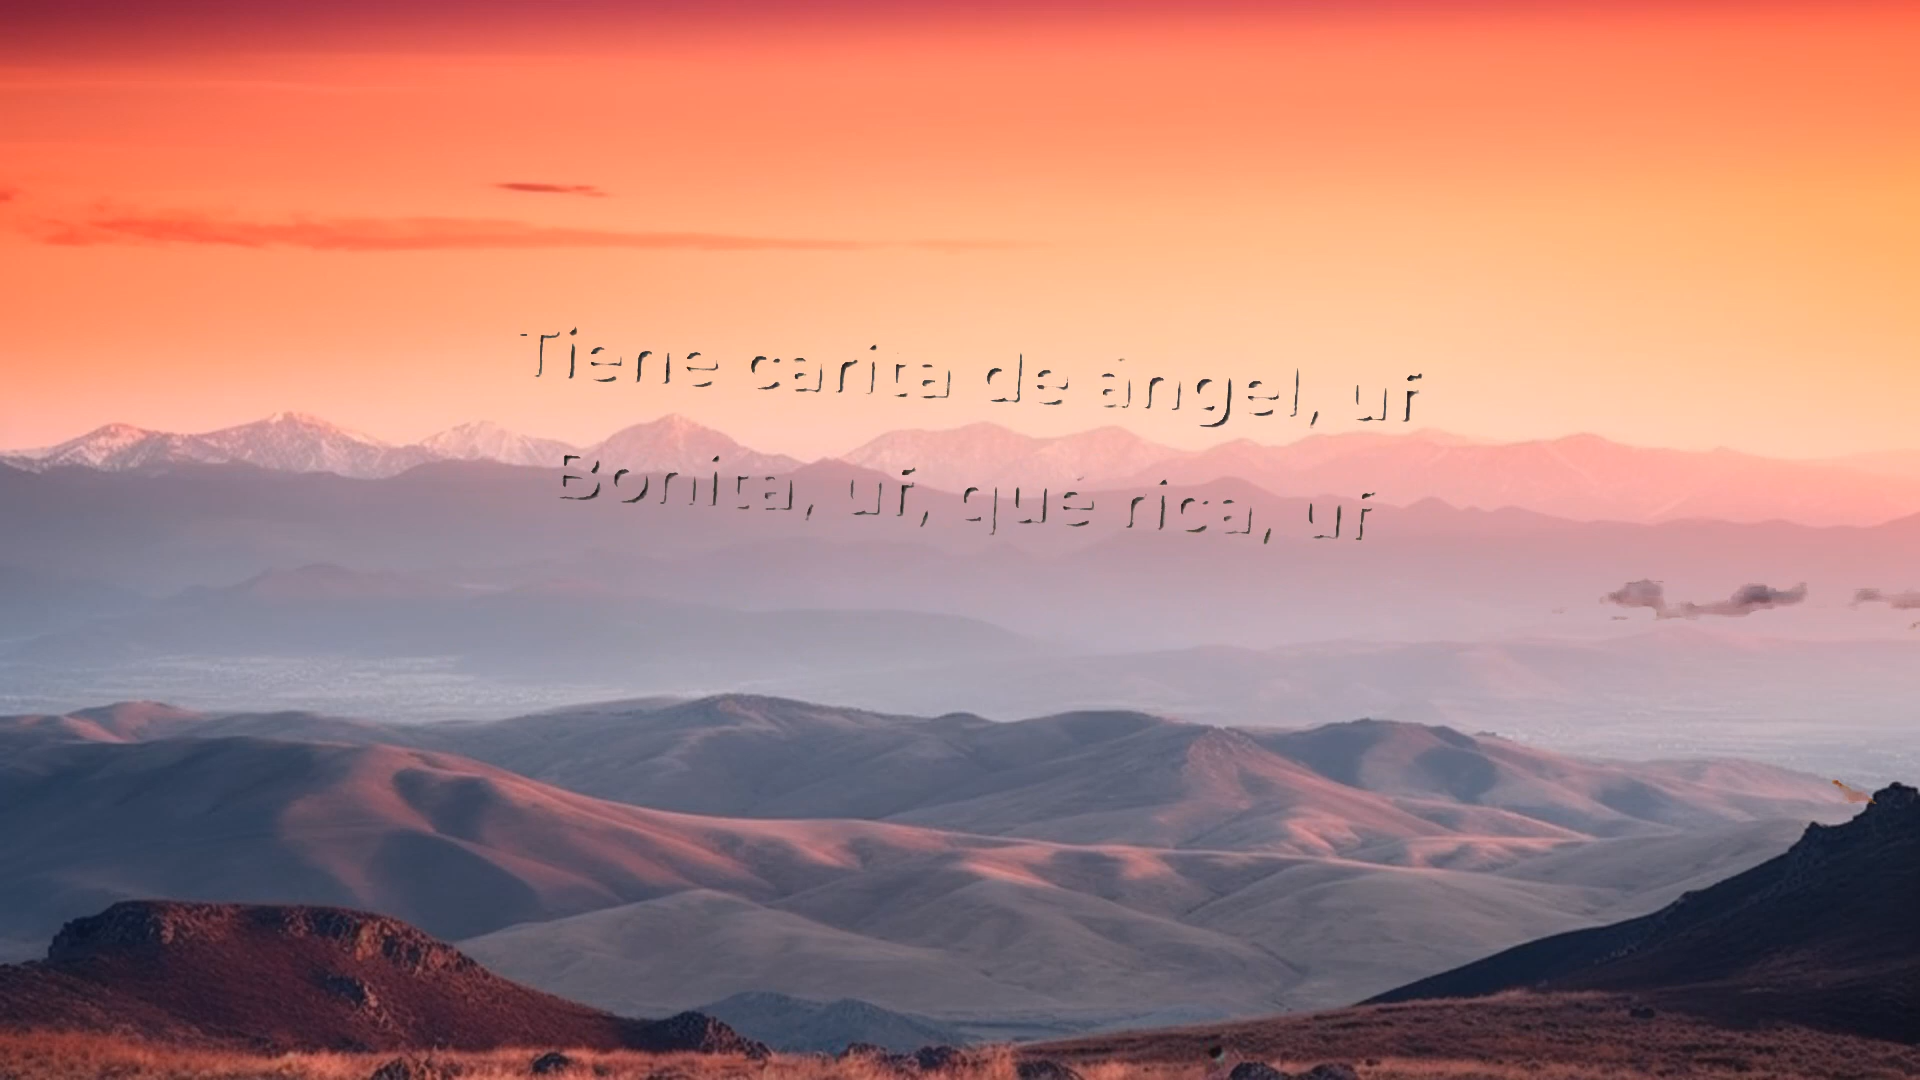 Tiene carita de ángel, uf
Bonita, uf, qué rica, uf